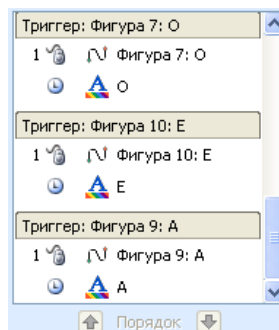 Триггер: Фигура 7: О
1 Фигура 7: О
О
Триггер: Фигура 10: Е
1 Фигура 10: Е
Е
Триггер: Фигура 9: А
1 Фигура 9: А
А
Порядок